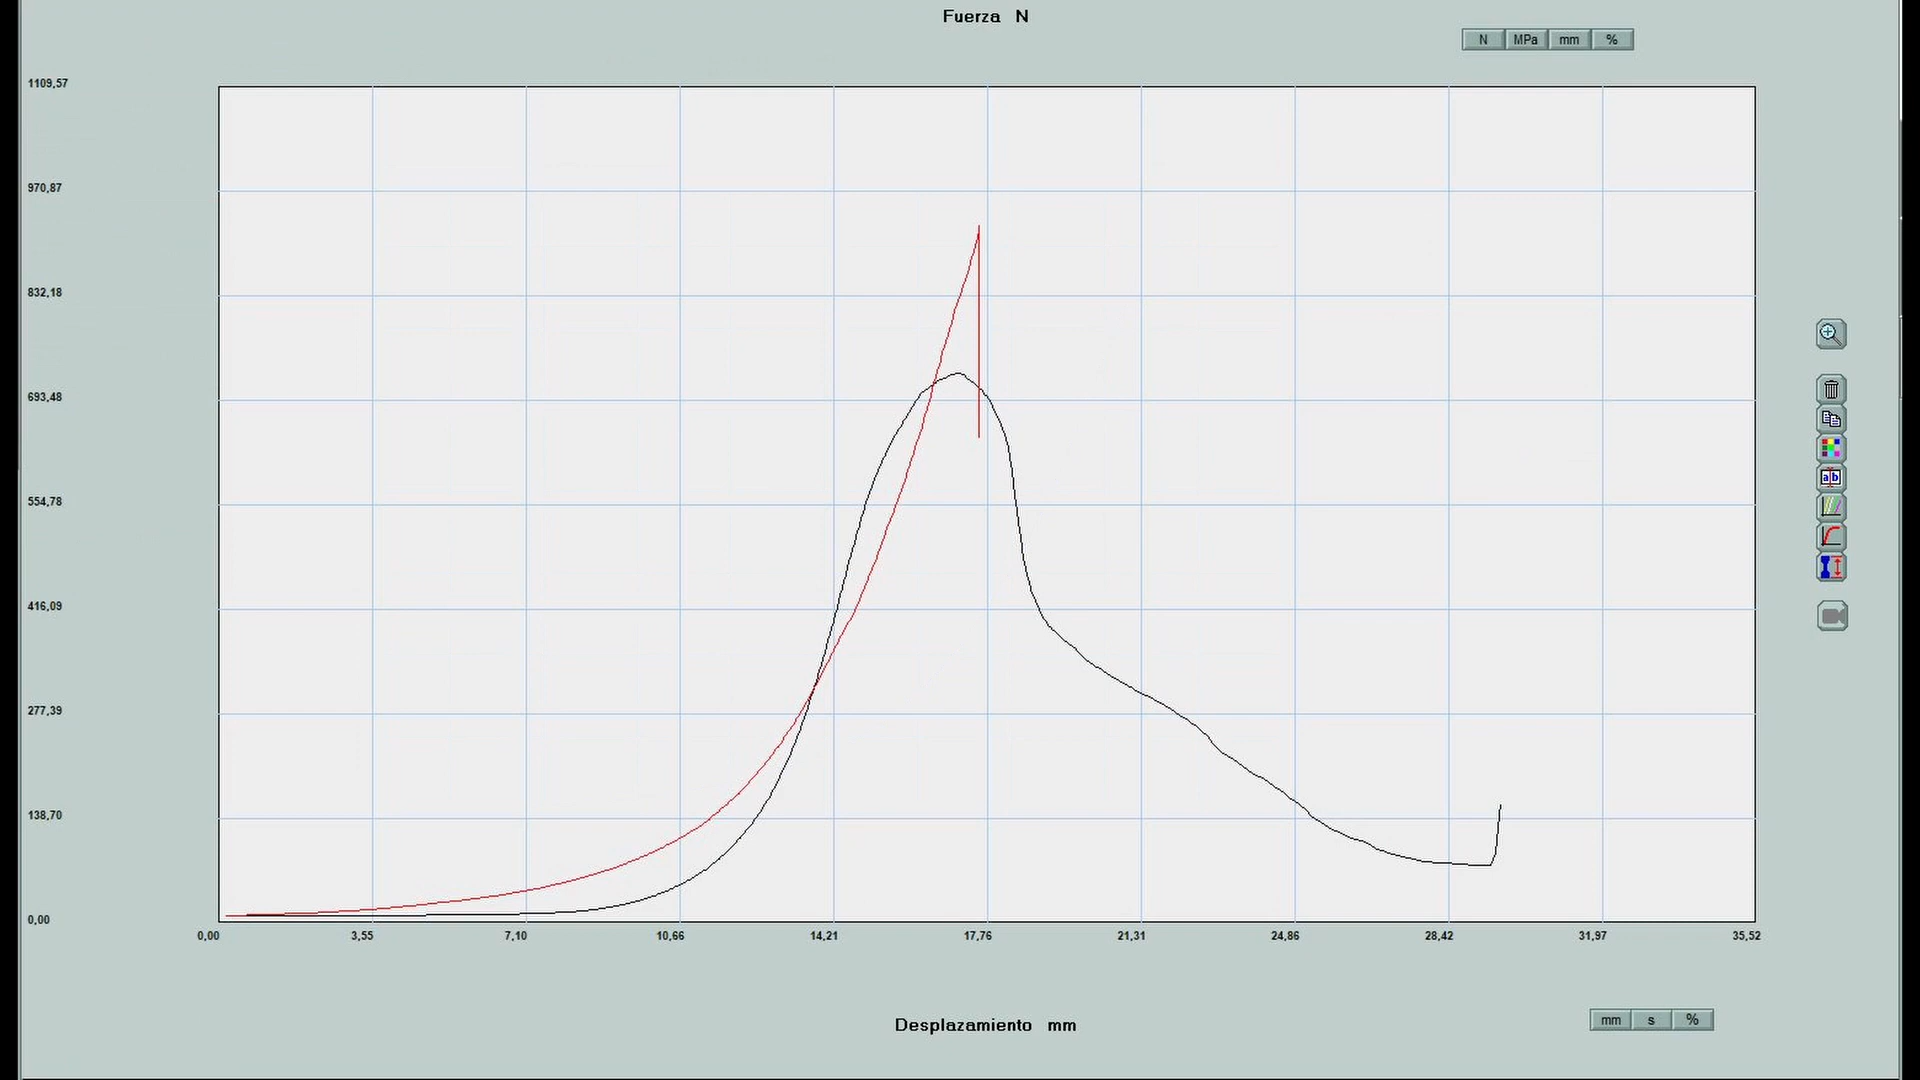 Fuerza N
N MPa mm %
1109,57
970,87
832,18
693,48
554,78
416,09
277,39
138,70
0,00
0,00 3,55 7,10 10,66 14,21 17,76 21,31 24,86 28,42 31,97 35,52
Desplazamiento mm
mm s %
a b